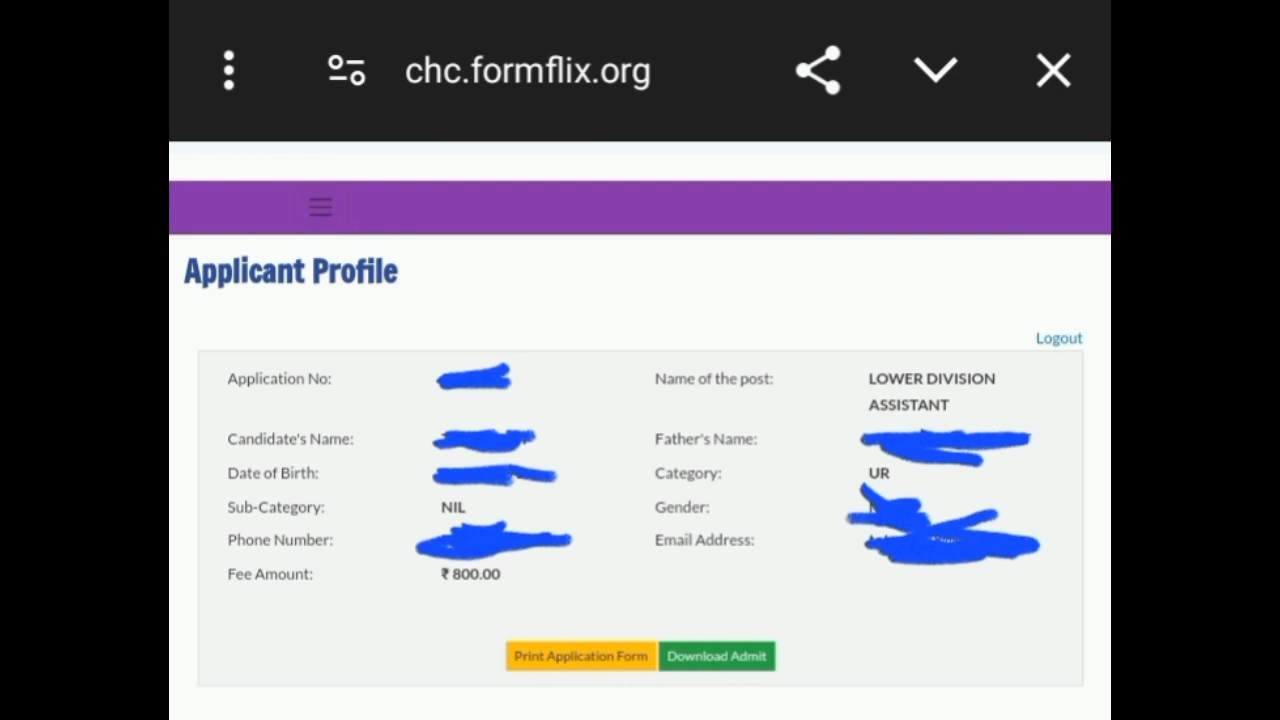 chc.formflix.org
Applicant Profile
Logout
Application No:
Name of the post: LOWER DIVISION
ASSISTANT
Candidate's Name:
Father's Name:
Date of Birth:
Category: UR
Sub-Category: NIL
Gender:
Phone Number:
Email Address:
Fee Amount: ₹ 800.00
Print Application Form
Download Admit